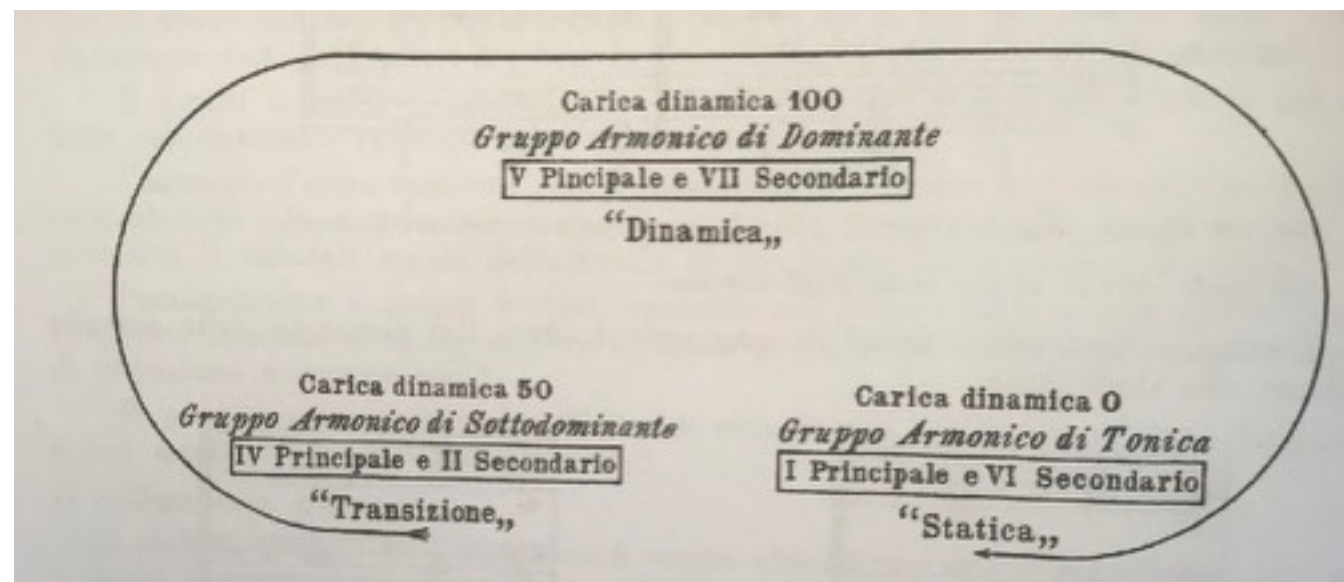 Carica dinamica 100
Gruppo Armonico di Dominante
V Pincipale e VII Secondario
“Dinamica„
Carica dinamica 50
Gruppo Armonico di Sottodominante
IV Principale e II Secondario
“Transizione„
Carica dinamica 0
Gruppo Armonico di Tonica
I Principale e VI Secondario
“Statica„